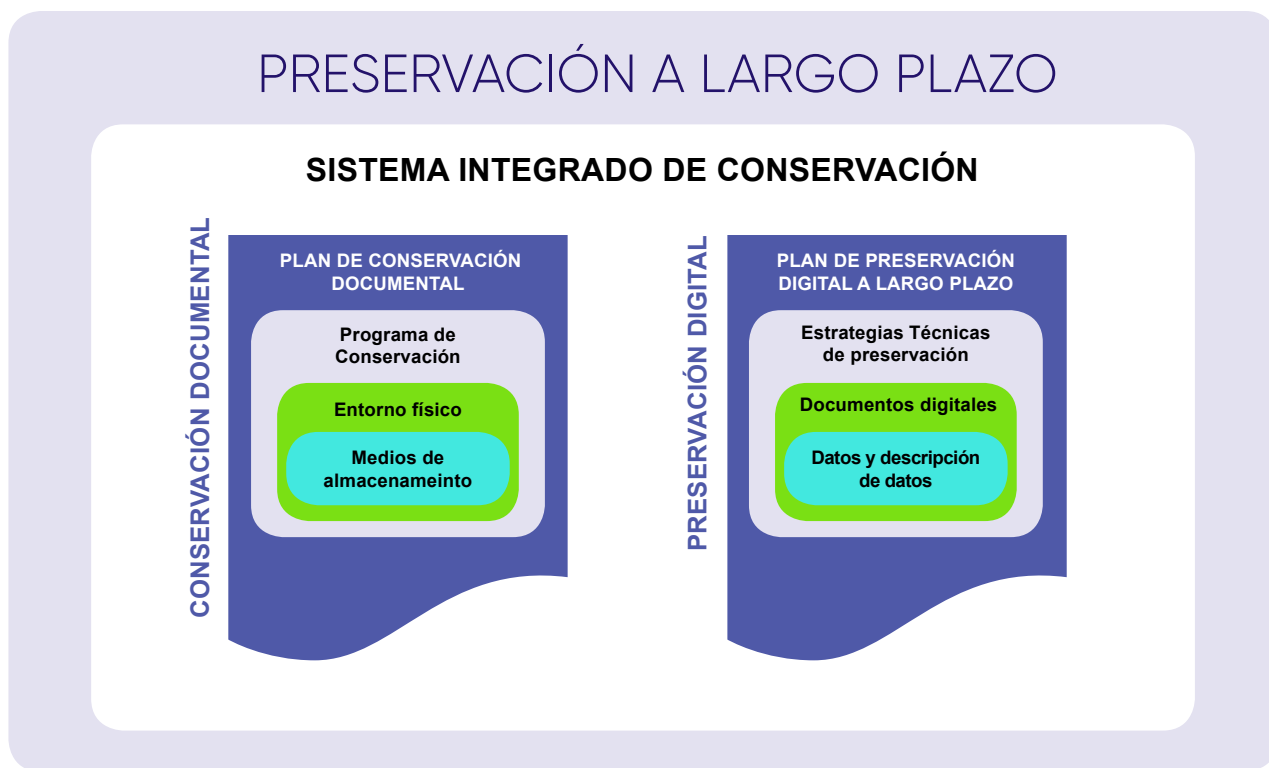 PRESERVACIÓN A LARGO PLAZO
SISTEMA INTEGRADO DE CONSERVACIÓN
CONSERVACIÓN DOCUMENTAL
PLAN DE CONSERVACIÓN
DOCUMENTAL
Programa de
Conservación
Entorno físico
Medios de
almacenameinto
PRESERVACIÓN DIGITAL
PLAN DE PRESERVACIÓN
DIGITAL A LARGO PLAZO
Estrategias Técnicas
de preservación
Documentos digitales
Datos y descripción
de datos